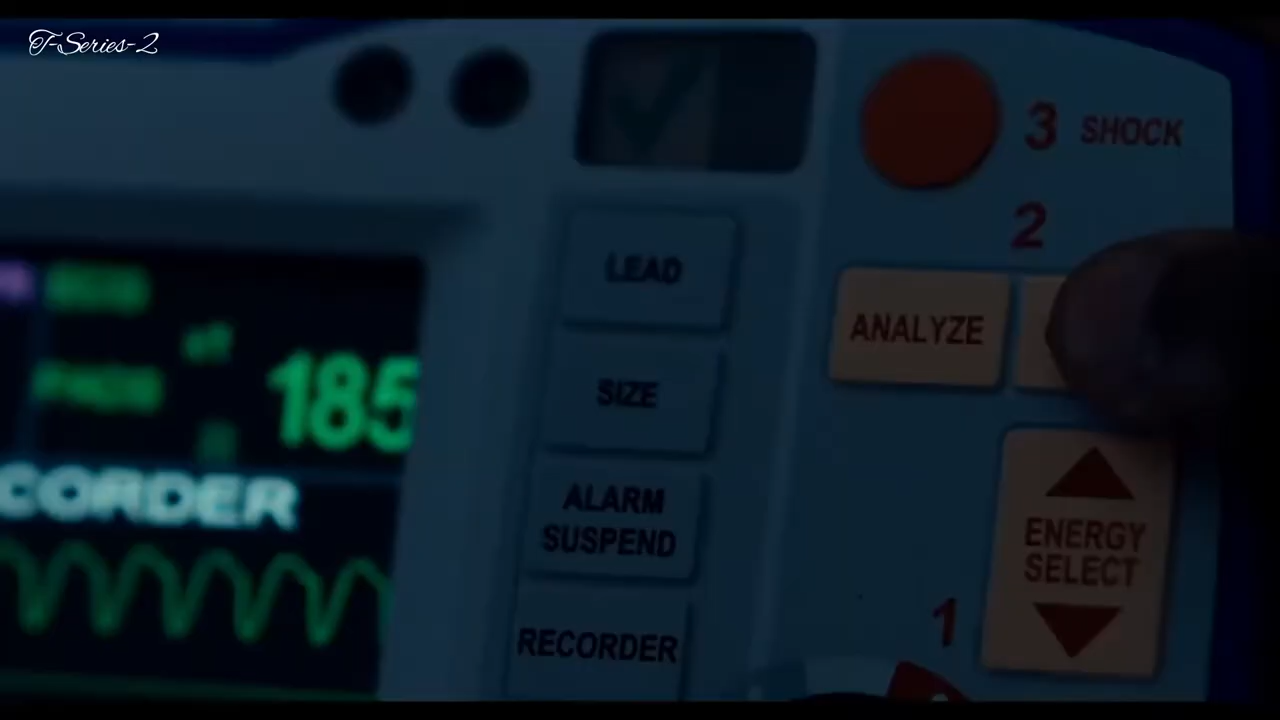 T-Series-2
3 SHOCK
2
LEAD
ANALYZE
SIZE
185
CORDER
ALARM
SUSPEND
ENERGY
SELECT
1
RECORDER